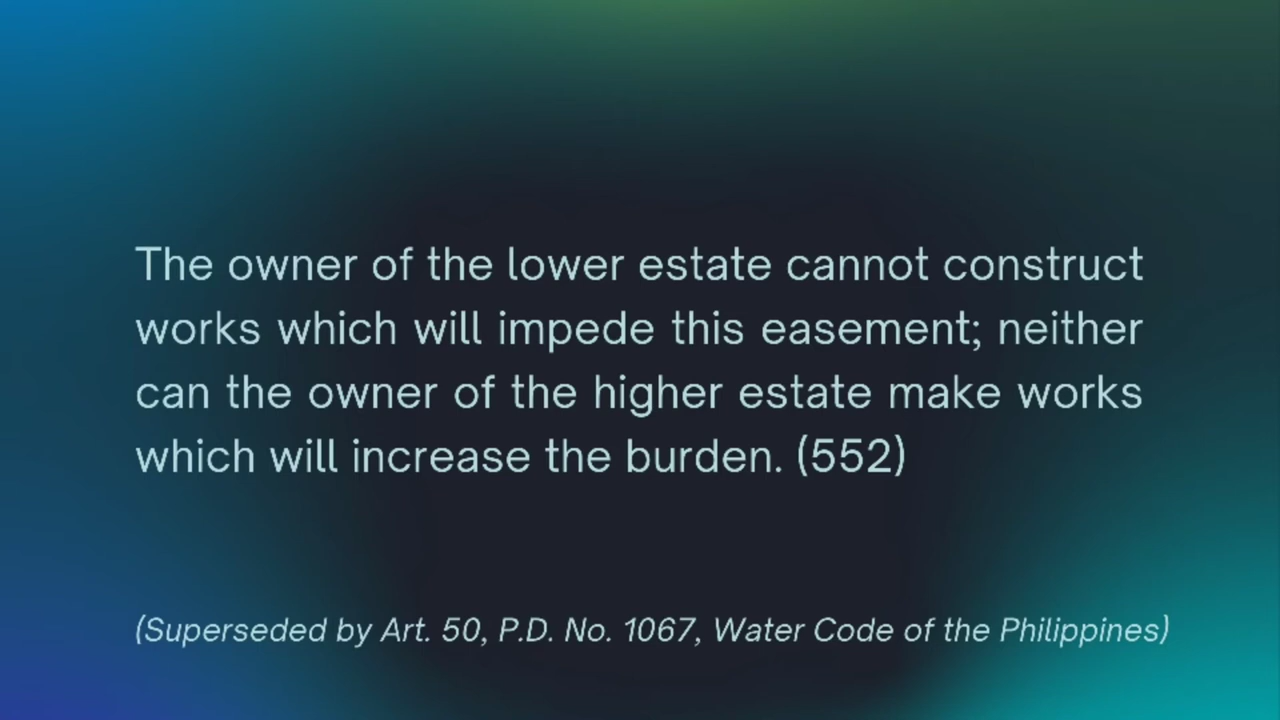 The owner of the lower estate cannot construct
works which will impede this easement; neither
can the owner of the higher estate make works
which will increase the burden. (552)
(Superseded by Art. 50, P.D. No. 1067, Water Code of the Philippines)